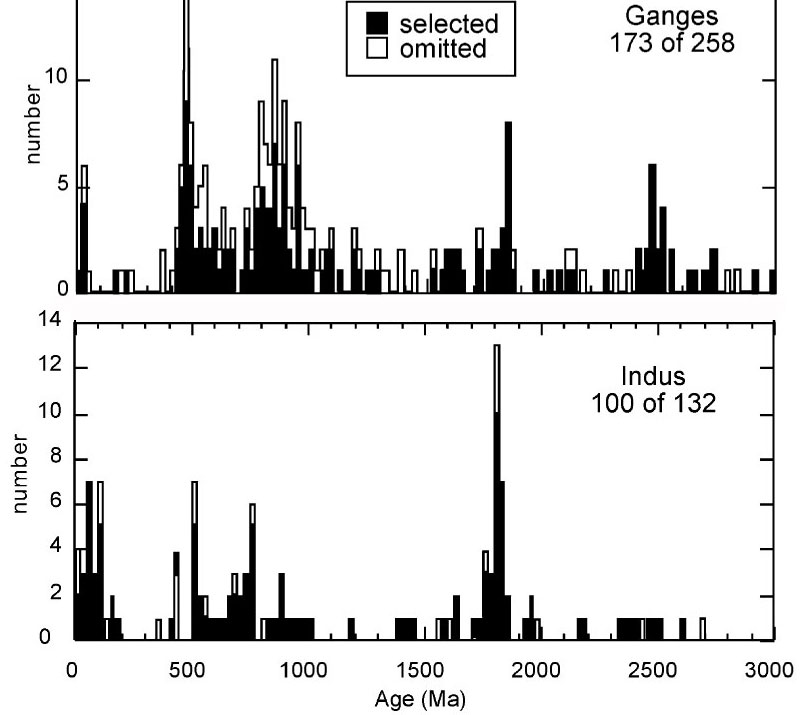 selected
omitted
Ganges
173 of 258
number
10
5
0
14
12
10
8
6
4
2
0
Indus
100 of 132
number
0 500 1000 1500 2000 2500 3000
Age (Ma)